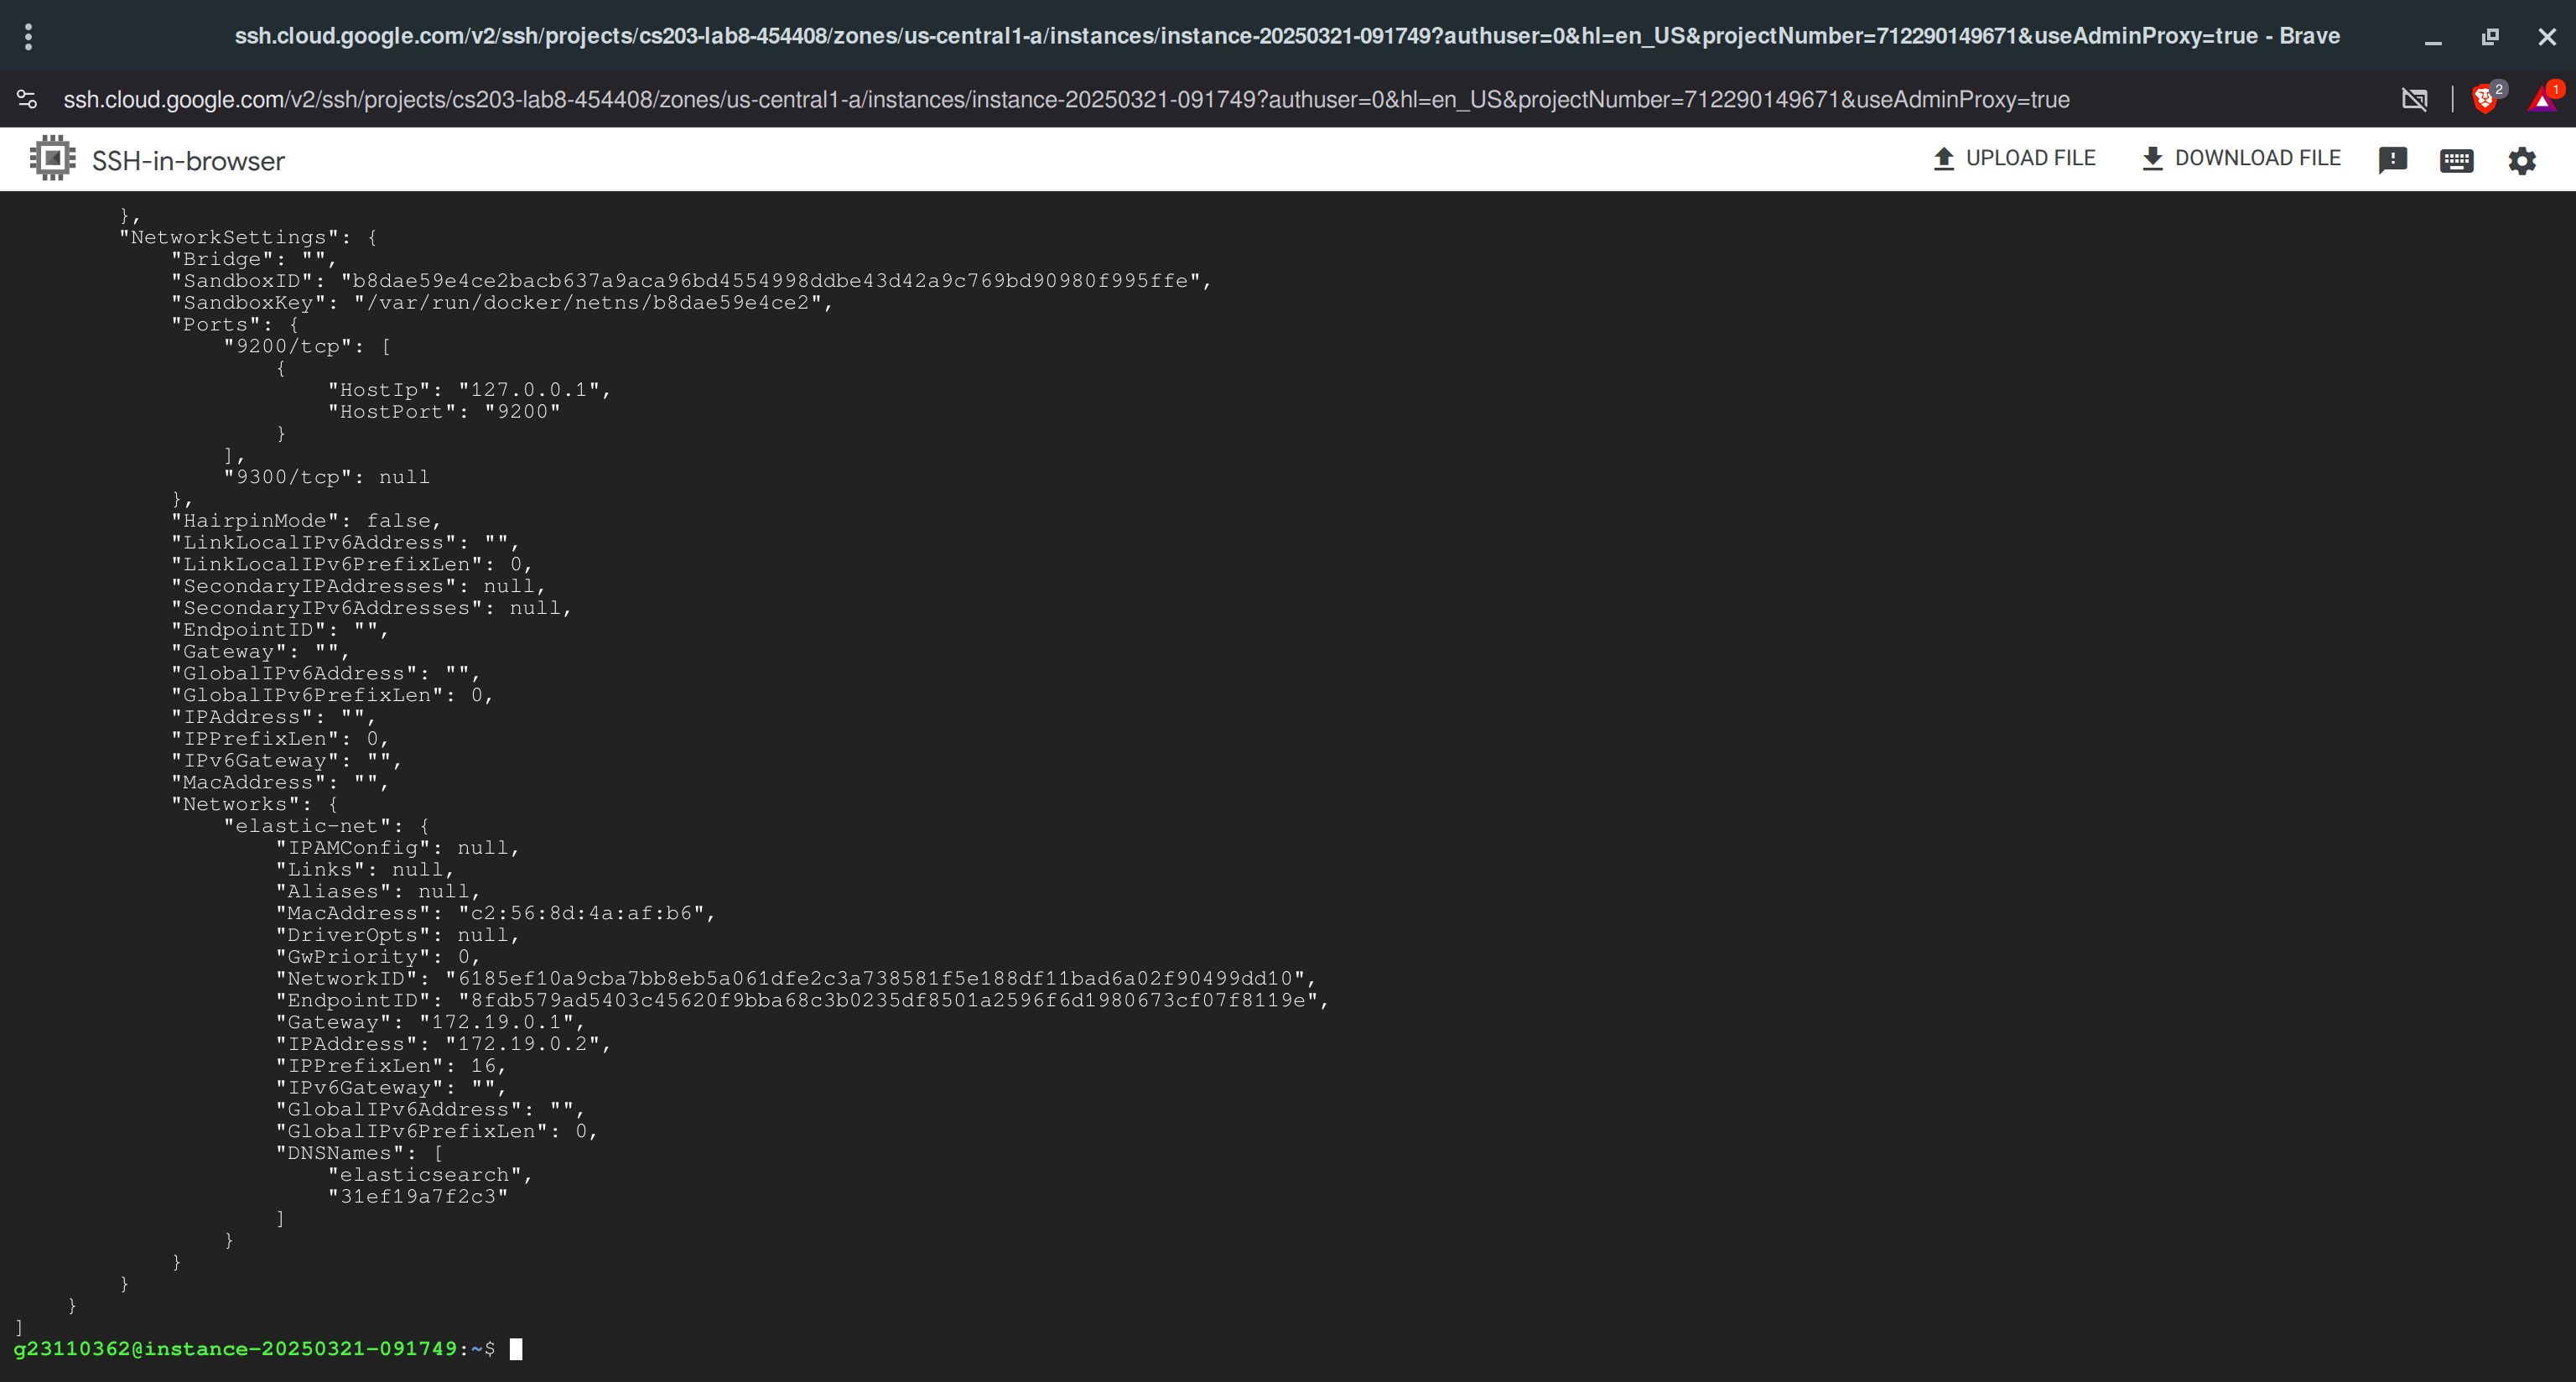 ssh.cloud.google.com/v2/ssh/projects/cs203-lab8-454408/zones/us-central1-a/instances/instance-20250321-091749?authuser=0&hl=en_US&projectNumber=712290149671&useAdminProxy=true - Brave
ssh.cloud.google.com/v2/ssh/projects/cs203-lab8-454408/zones/us-central1-a/instances/instance-20250321-091749?authuser=0&hl=en_US&projectNumber=712290149671&useAdminProxy=true
2
1
SSH-in-browser
UPLOAD FILE
DOWNLOAD FILE
        },
        "NetworkSettings": {
            "Bridge": "",
            "SandboxID": "b8dae59e4ce2bacb637a9aca96bd4554998ddbe43d42a9c769bd90980f995ffe",
            "SandboxKey": "/var/run/docker/netns/b8dae59e4ce2",
            "Ports": {
                "9200/tcp": [
                    {
                        "HostIp": "127.0.0.1",
                        "HostPort": "9200"
                    }
                ],
                "9300/tcp": null
            },
            "HairpinMode": false,
            "LinkLocalIPv6Address": "",
            "LinkLocalIPv6PrefixLen": 0,
            "SecondaryIPAddresses": null,
            "SecondaryIPv6Addresses": null,
            "EndpointID": "",
            "Gateway": "",
            "GlobalIPv6Address": "",
            "GlobalIPv6PrefixLen": 0,
            "IPAddress": "",
            "IPPrefixLen": 0,
            "IPv6Gateway": "",
            "MacAddress": "",
            "Networks": {
                "elastic-net": {
                    "IPAMConfig": null,
                    "Links": null,
                    "Aliases": null,
                    "MacAddress": "c2:56:8d:4a:af:b6",
                    "DriverOpts": null,
                    "GwPriority": 0,
                    "NetworkID": "6185ef10a9cba7bb8eb5a061dfe2c3a738581f5e188df11bad6a02f90499dd10",
                    "EndpointID": "8fdb579ad5403c45620f9bba68c3b0235df8501a2596f6d1980673cf07f8119e",
                    "Gateway": "172.19.0.1",
                    "IPAddress": "172.19.0.2",
                    "IPPrefixLen": 16,
                    "IPv6Gateway": "",
                    "GlobalIPv6Address": "",
                    "GlobalIPv6PrefixLen": 0,
                    "DNSNames": [
                        "elasticsearch",
                        "31ef19a7f2c3"
                    ]
                }
            }
        }
    }
]
g23110362@instance-20250321-091749:~$